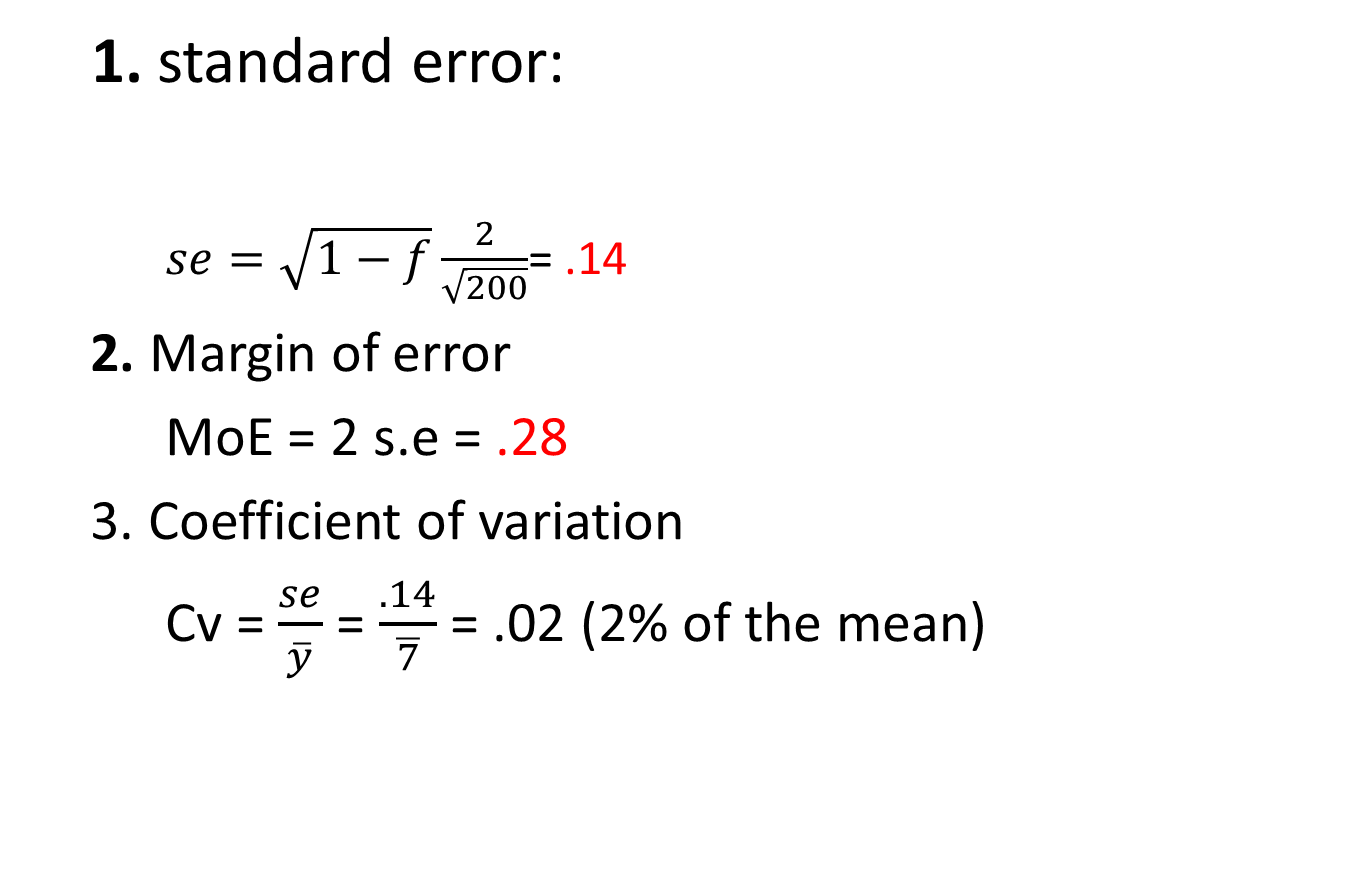 1. standard error:
se = √(1 − f) 2/√200 = .14
2. Margin of error
MoE = 2 s.e = .28
3. Coefficient of variation
Cv = se/ȳ = .14/7̅ = .02 (2% of the mean)